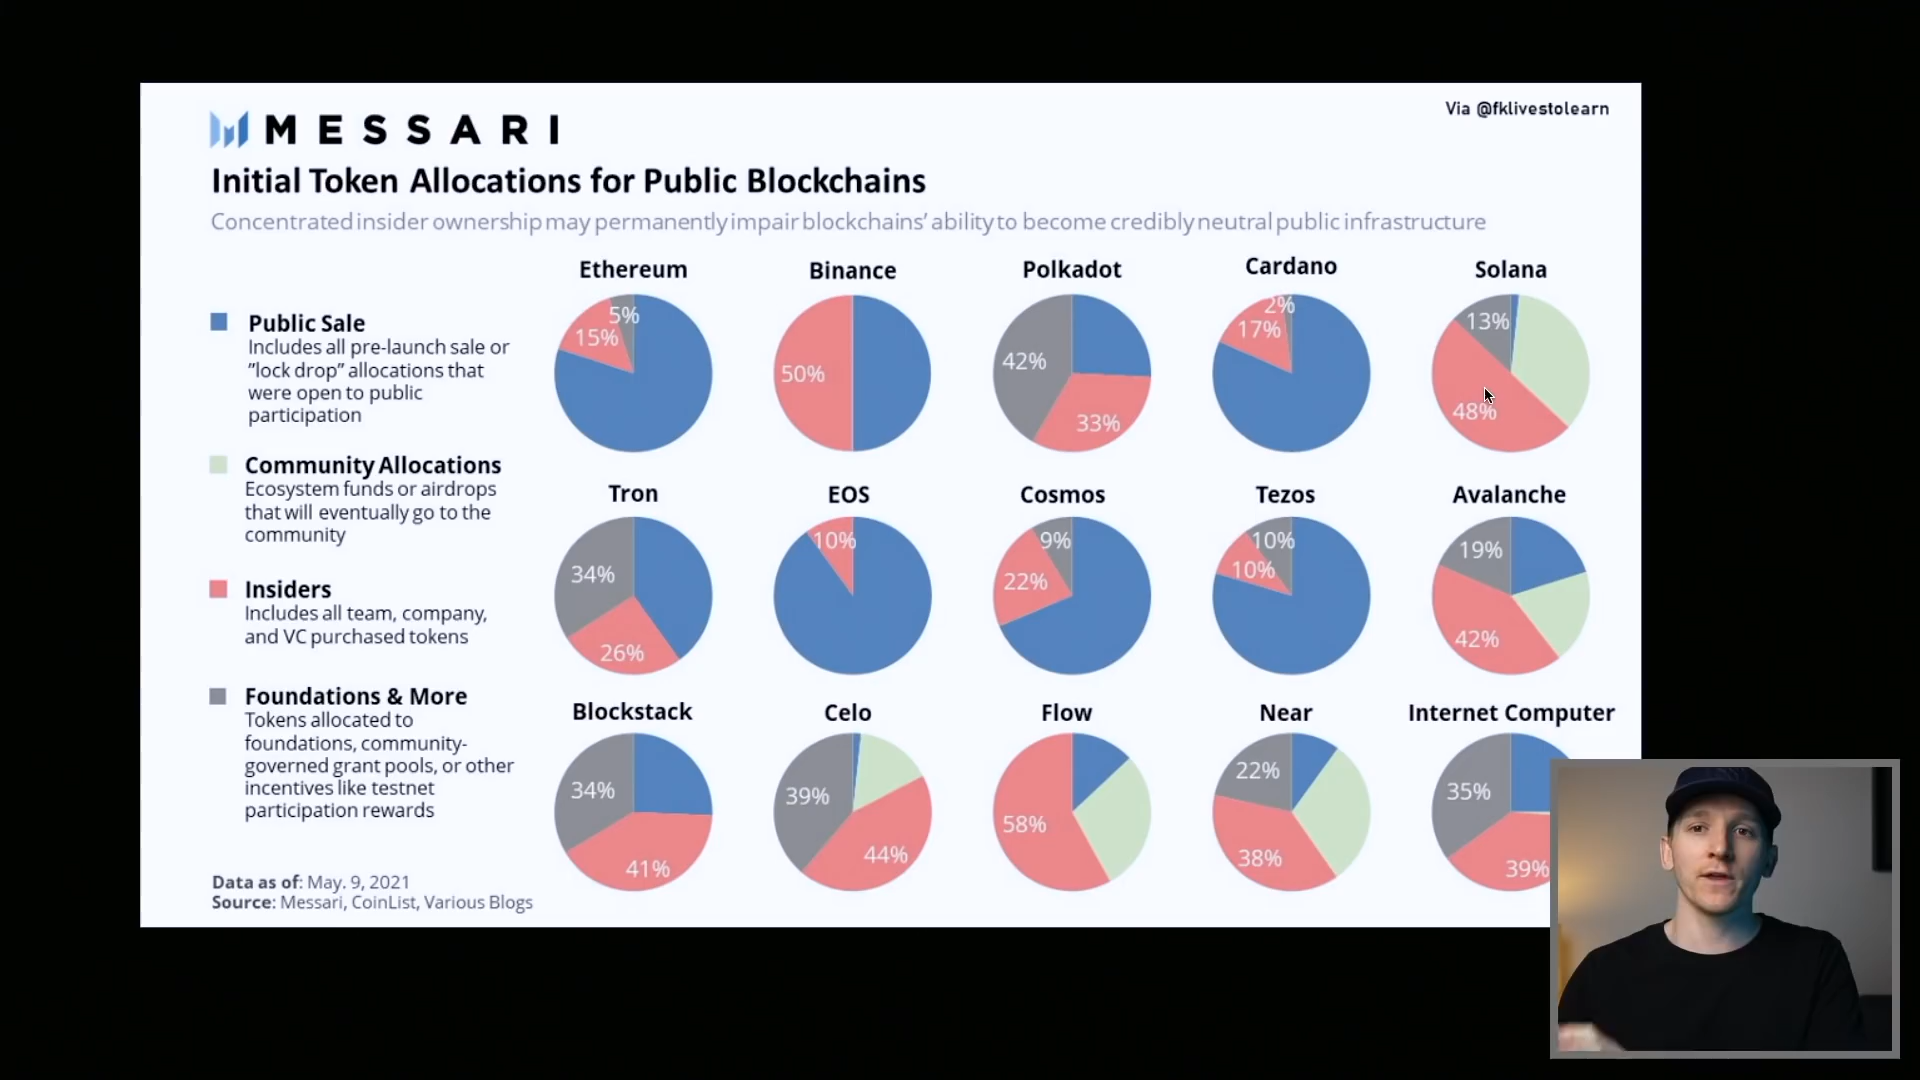 Via @fklivestolearn
MESSARI
Initial Token Allocations for Public Blockchains
Concentrated insider ownership may permanently impair blockchains' ability to become credibly neutral public infrastructure
Public Sale
Includes all pre-launch sale or
"lock drop" allocations that
were open to public
participation
Community Allocations
Ecosystem funds or airdrops
that will eventually go to the
community
Insiders
Includes all team, company,
and VC purchased tokens
Foundations & More
Tokens allocated to
foundations, community-
governed grant pools, or other
incentives like testnet
participation rewards
Data as of: May. 9, 2021
Source: Messari, CoinList, Various Blogs
Ethereum
5%
15%
Binance
50%
Polkadot
42%
33%
Cardano
2%
17%
Solana
13%
48%
Tron
34%
26%
EOS
10%
Cosmos
9%
22%
Tezos
10%
10%
Avalanche
19%
42%
Blockstack
34%
41%
Celo
39%
44%
Flow
58%
Near
22%
38%
Internet Computer
35%
39%